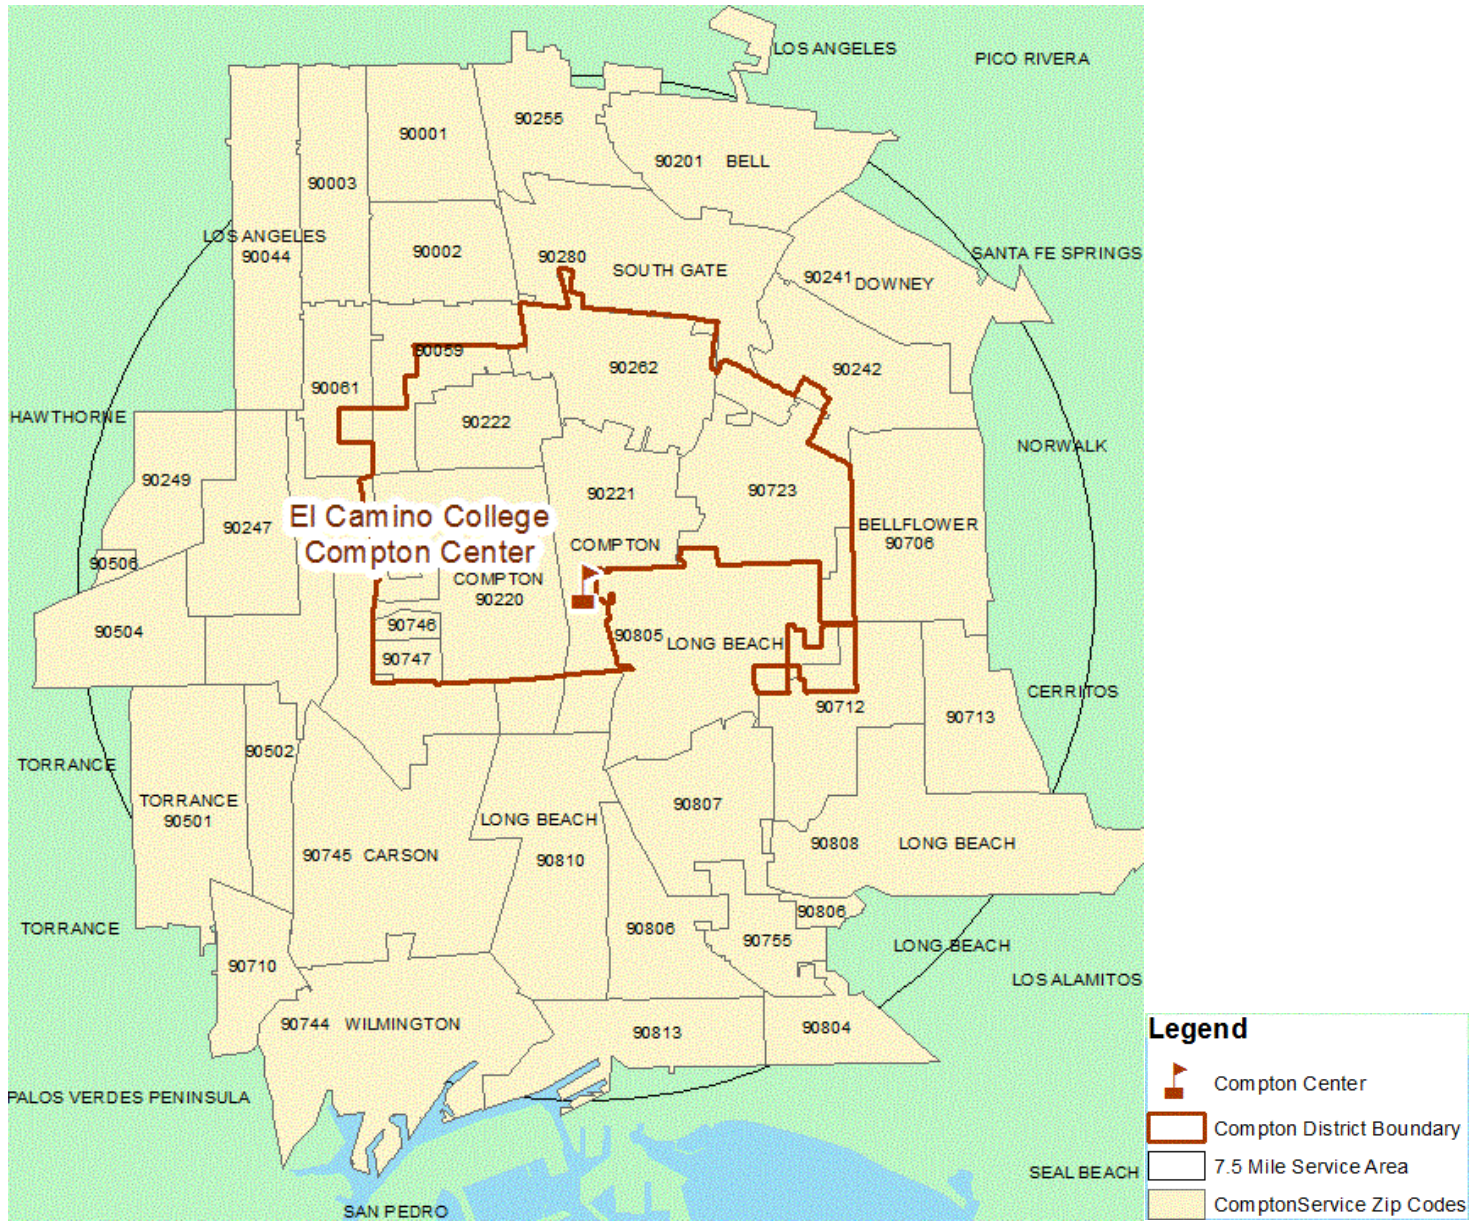 LOS ANGELES
PICO RIVERA
90255
90001
90201 BELL
90003
LOS ANGELES
90044
90002
90280
SOUTH GATE
SANTA FE SPRINGS
90241 DOWNEY
90059
90262
90242
90061
HAWTHORNE
90222
NORWALK
90249
90221
90723
90247
El Camino College
Compton Center
BELLFLOWER
90706
COMPTON
90506
COMPTON
90220
90504
90746
90805
LONG BEACH
90747
CERRITOS
90712
90713
90502
TORRANCE
TORRANCE
90501
90807
LONG BEACH
90745 CARSON
90810
90808
LONG BEACH
90806
TORRANCE
90806
90755
LONG BEACH
90710
LOS ALAMITOS
90744 WILMINGTON
90813
90804
PALOS VERDES PENINSULA
SEAL BEACH
SAN PEDRO
Legend
Compton Center
Compton District Boundary
7.5 Mile Service Area
ComptonService Zip Codes